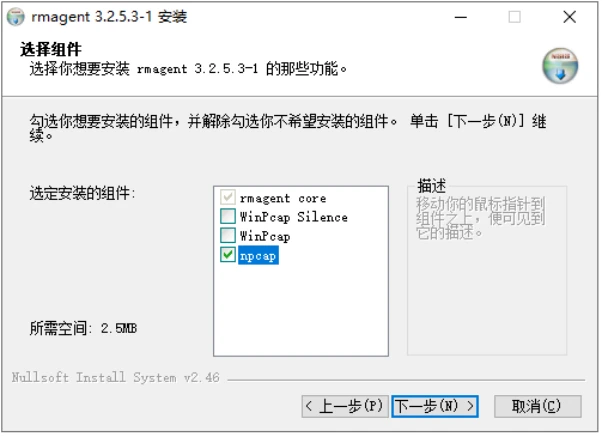 rmagent 3.2.5.3-1 安装
选择组件
选择你想要安装 rmagent 3.2.5.3-1 的那些功能。
勾选你想要安装的组件，并解除勾选你不希望安装的组件。 单击 [下一步(N)] 继
续。
选定安装的组件:
rmagent core
WinPcap Silence
WinPcap
npcap
描述
移动你的鼠标指针到
组件之上，便可见到
它的描述。
所需空间: 2.5MB
Nullsoft Install System v2.46
< 上一步(P)
下一步(N) >
取消(C)